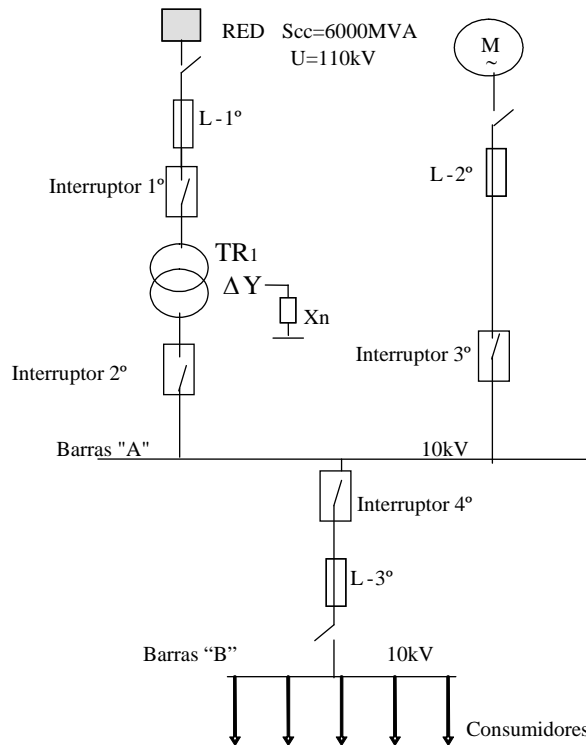 RED Scc=6000MVA
U=110kV
M
~
L-1º
L-2º
Interruptor 1º
TR1
ΔY
Xn
Interruptor 2º
Interruptor 3º
Barras "A" 10kV
Interruptor 4º
L-3º
Barras “B” 10kV
Consumidores